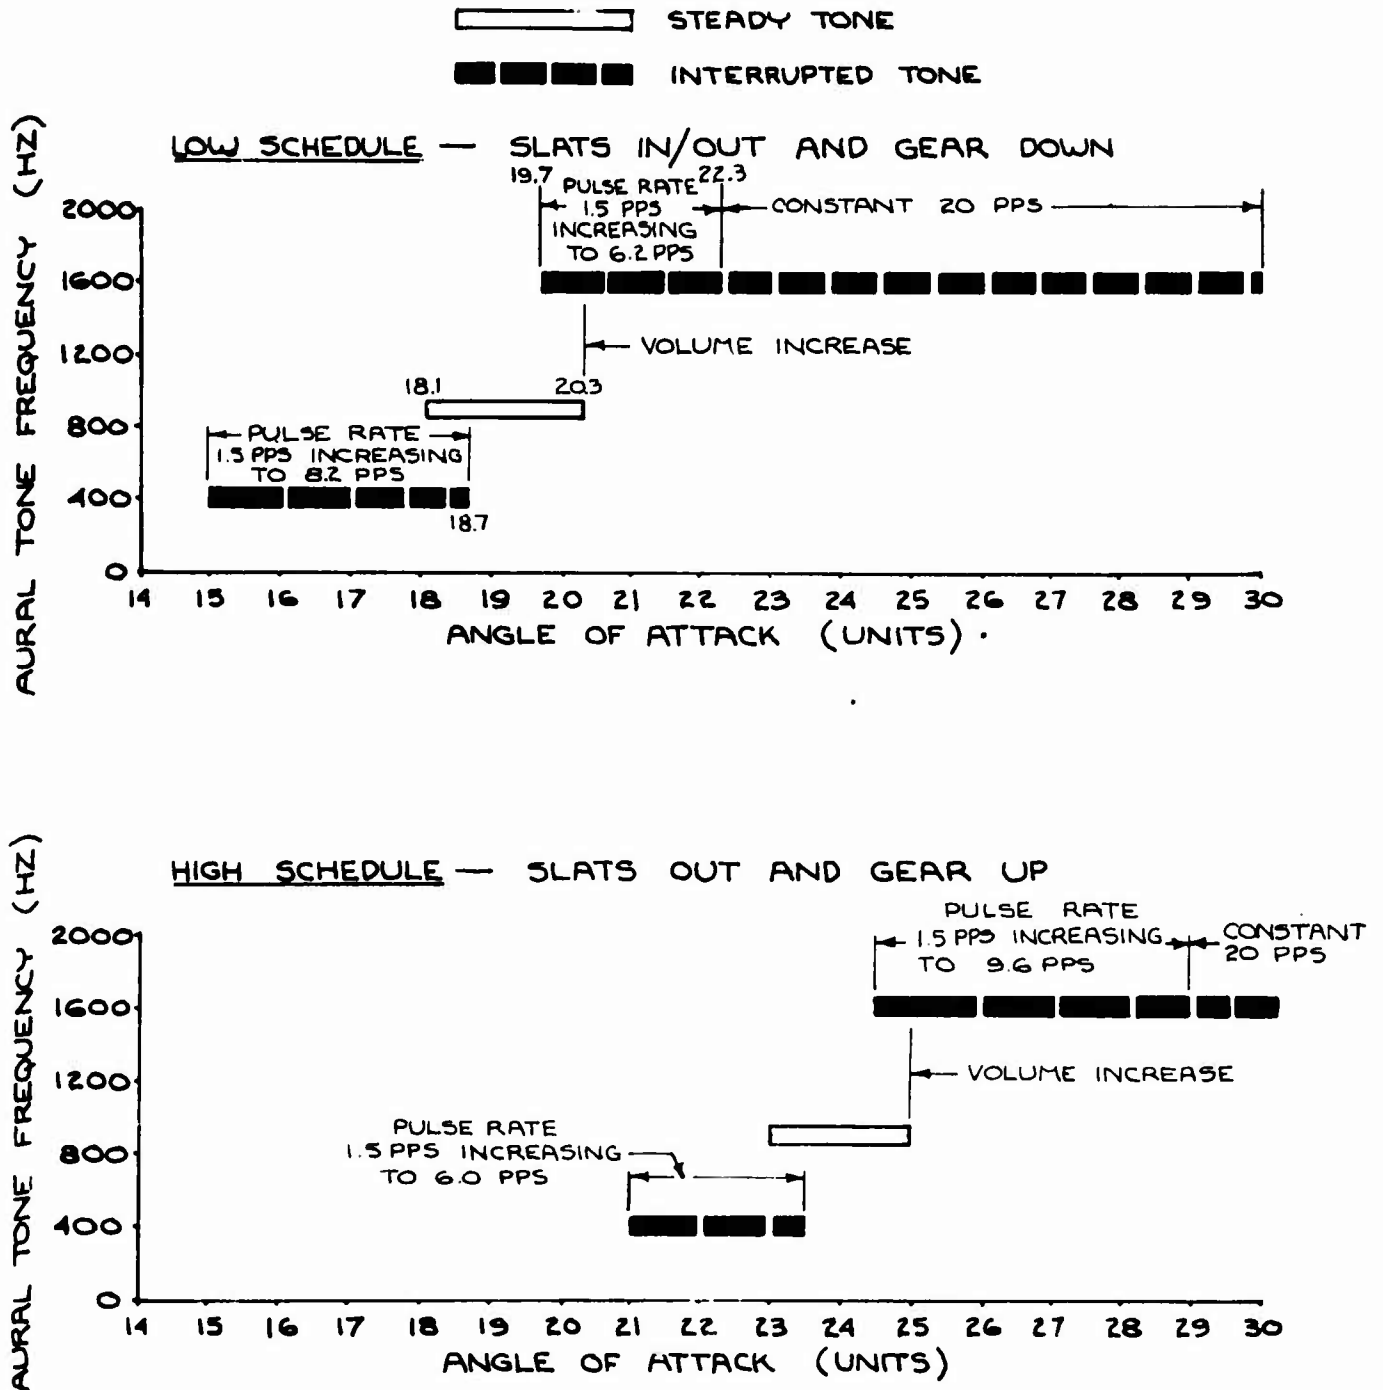 STEADY TONE
INTERRUPTED TONE
LOW SCHEDULE — SLATS IN/OUT AND GEAR DOWN
19.7
22.3
PULSE RATE
1.5 PPS
INCREASING
TO 6.2 PPS
CONSTANT 20 PPS
VOLUME INCREASE
18.1
20.3
PULSE RATE
1.5 PPS INCREASING
TO 8.2 PPS
18.7
AURAL TONE FREQUENCY (HZ)
2000
1600
1200
800
400
0
14 15 16 17 18 19 20 21 22 23 24 25 26 27 28 29 30
ANGLE OF ATTACK (UNITS)
HIGH SCHEDULE — SLATS OUT AND GEAR UP
PULSE RATE
1.5 PPS INCREASING
TO 9.6 PPS
CONSTANT
20 PPS
VOLUME INCREASE
PULSE RATE
1.5 PPS INCREASING
TO 6.0 PPS
AURAL TONE FREQUENCY (HZ)
2000
1600
1200
800
400
0
14 15 16 17 18 19 20 21 22 23 24 25 26 27 28 29 30
ANGLE OF ATTACK (UNITS)